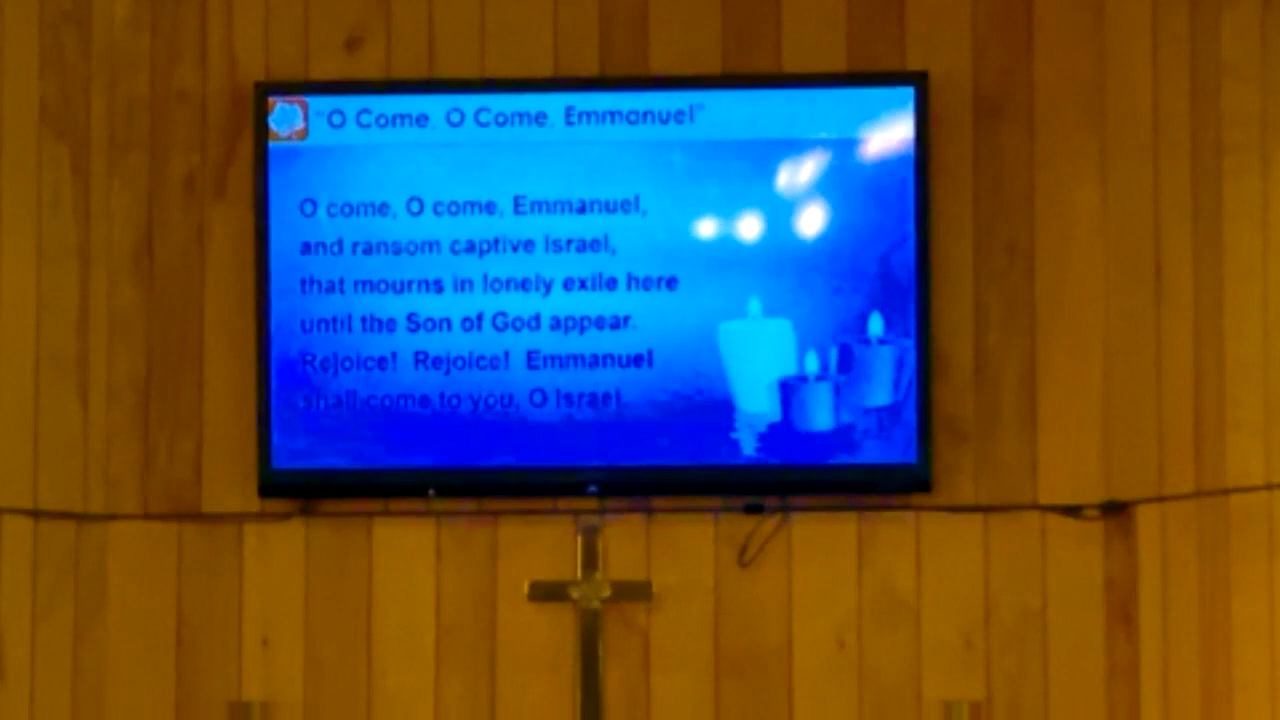 "O Come, O Come, Emmanuel"
O come, O come, Emmanuel,
and ransom captive Israel,
that mourns in lonely exile here
until the Son of God appear.
Rejoice!  Rejoice!  Emmanuel
shall come to you, O Israel.